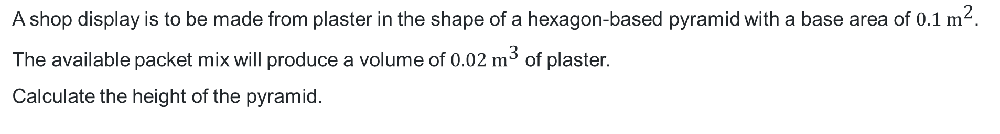 A shop display is to be made from plaster in the shape of a hexagon-based pyramid with a base area of 0.1 m².
The available packet mix will produce a volume of 0.02 m³ of plaster.
Calculate the height of the pyramid.